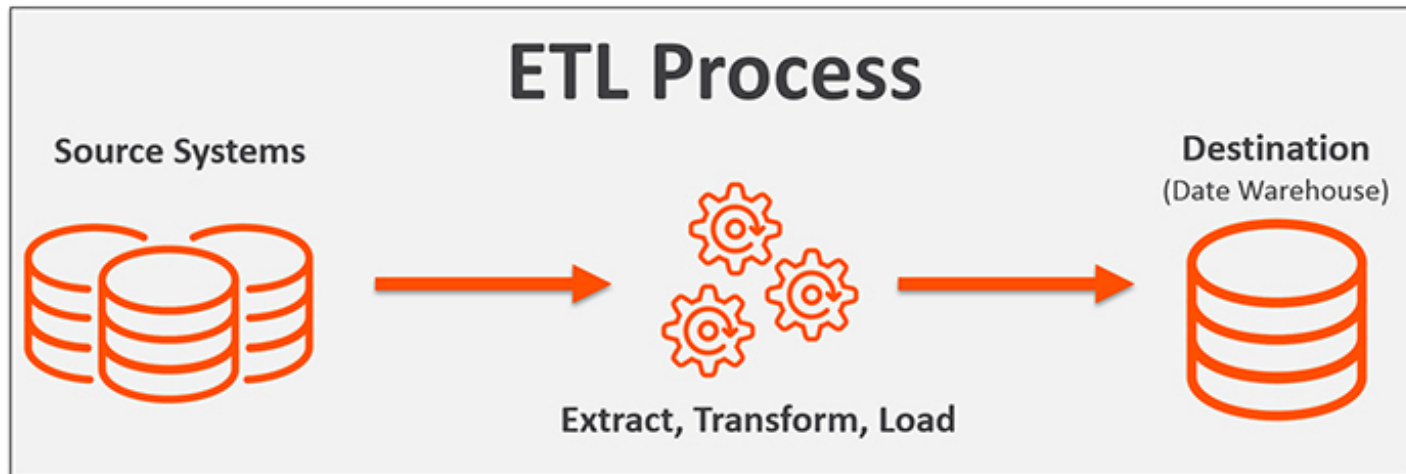 ETL Process
Source Systems
Destination
(Date Warehouse)
Extract, Transform, Load